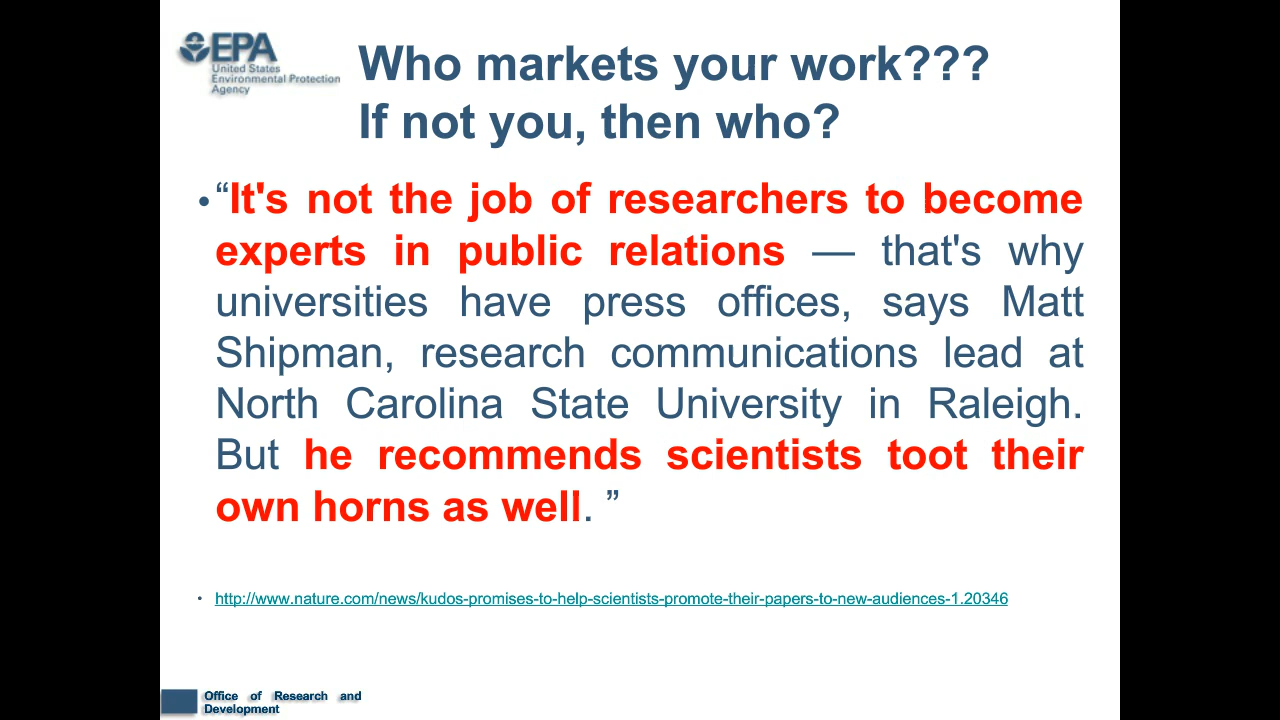 EPA
United States
Environmental Protection
Agency
Who markets your work???
If not you, then who?
• “It's not the job of researchers to become
experts in public relations — that's why
universities have press offices, says Matt
Shipman, research communications lead at
North Carolina State University in Raleigh.
But he recommends scientists toot their
own horns as well. ”
• http://www.nature.com/news/kudos-promises-to-help-scientists-promote-their-papers-to-new-audiences-1.20346
Office of Research and
Development